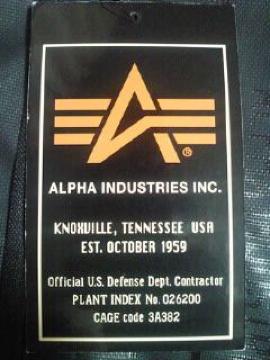 ®
ALPHA INDUSTRIES INC.
KNOXVILLE, TENNESSEE USA
EST. OCTOBER 1959
Official U.S. Defense Dept. Contractor
PLANT INDEX No. 026200
CAGE code 3A382